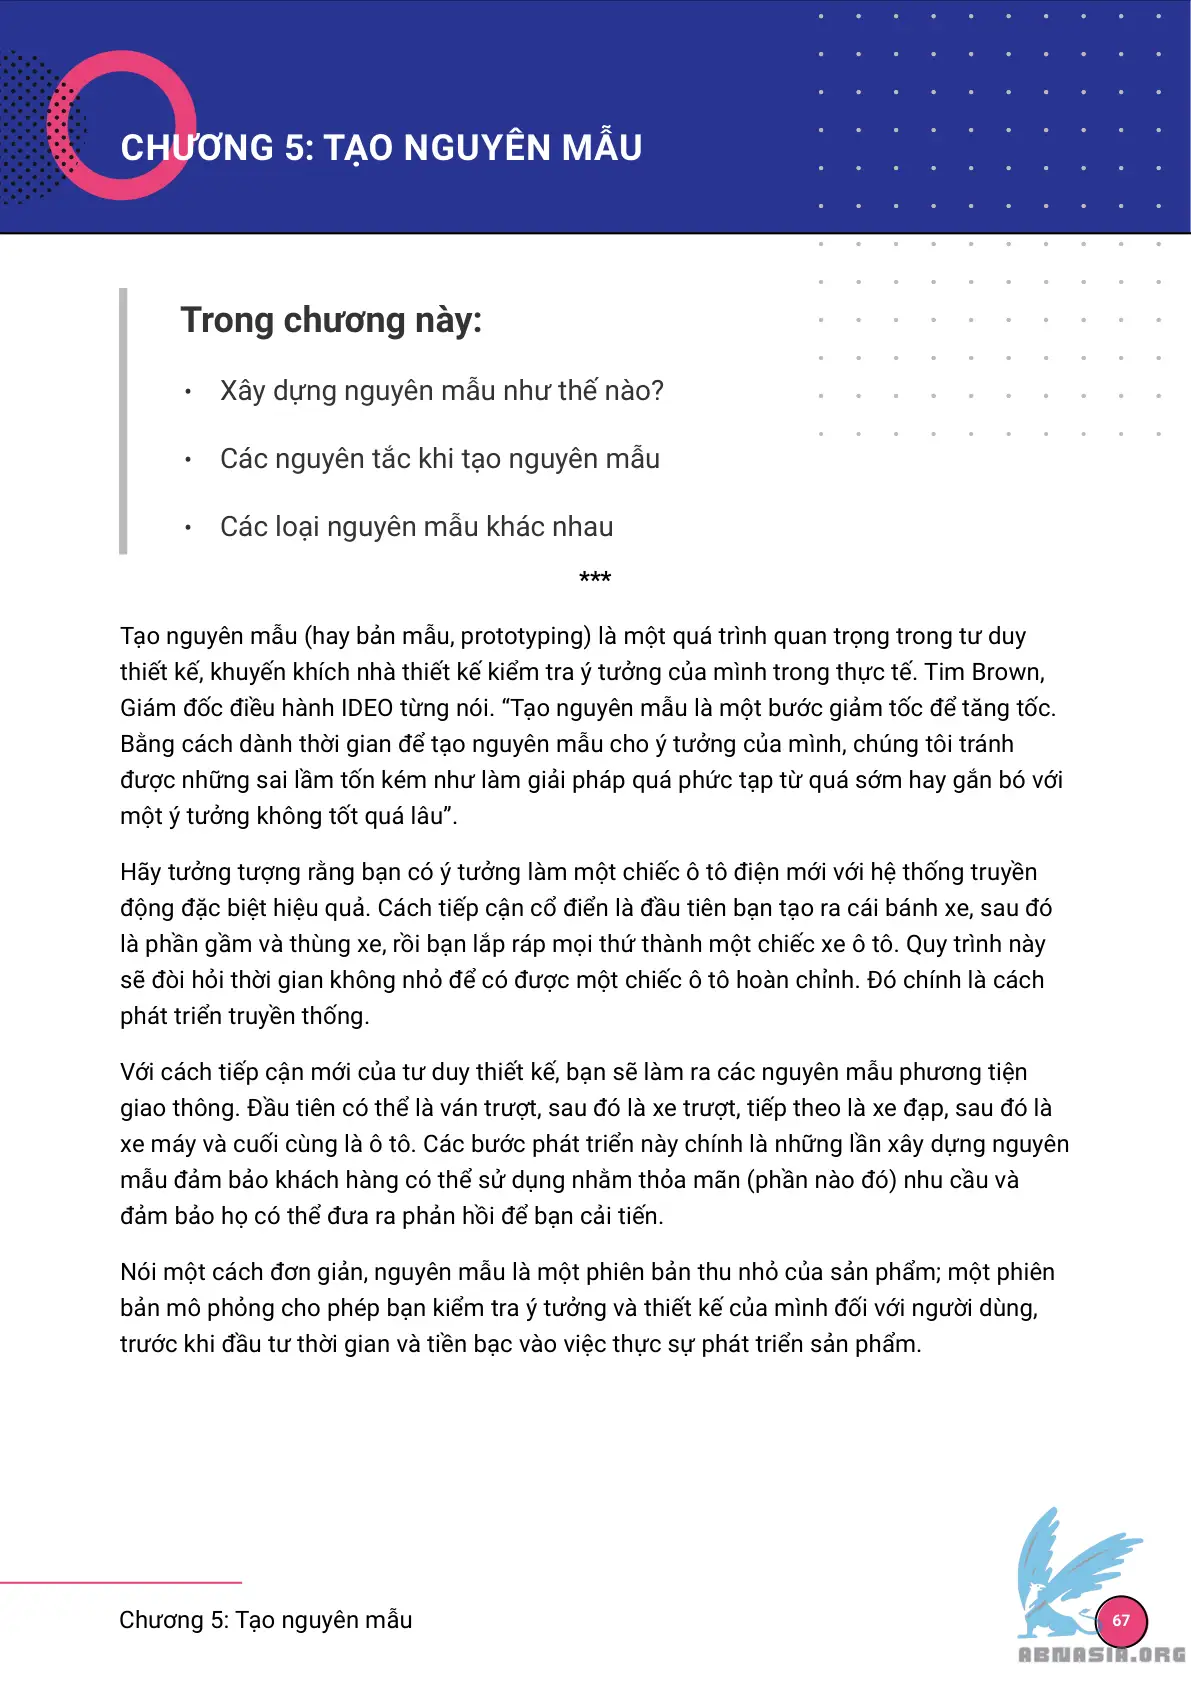 CHƯƠNG 5: TẠO NGUYÊN MẪU
Trong chương này:
• Xây dựng nguyên mẫu như thế nào?
• Các nguyên tắc khi tạo nguyên mẫu
• Các loại nguyên mẫu khác nhau
***
Tạo nguyên mẫu (hay bản mẫu, prototyping) là một quá trình quan trọng trong tư duy
thiết kế, khuyến khích nhà thiết kế kiểm tra ý tưởng của mình trong thực tế. Tim Brown,
Giám đốc điều hành IDEO từng nói. “Tạo nguyên mẫu là một bước giảm tốc để tăng tốc.
Bằng cách dành thời gian để tạo nguyên mẫu cho ý tưởng của mình, chúng tôi tránh
được những sai lầm tốn kém như làm giải pháp quá phức tạp từ quá sớm hay gắn bó với
một ý tưởng không tốt quá lâu”.
Hãy tưởng tượng rằng bạn có ý tưởng làm một chiếc ô tô điện mới với hệ thống truyền
động đặc biệt hiệu quả. Cách tiếp cận cổ điển là đầu tiên bạn tạo ra cái bánh xe, sau đó
là phần gầm và thùng xe, rồi bạn lắp ráp mọi thứ thành một chiếc xe ô tô. Quy trình này
sẽ đòi hỏi thời gian không nhỏ để có được một chiếc ô tô hoàn chỉnh. Đó chính là cách
phát triển truyền thống.
Với cách tiếp cận mới của tư duy thiết kế, bạn sẽ làm ra các nguyên mẫu phương tiện
giao thông. Đầu tiên có thể là ván trượt, sau đó là xe trượt, tiếp theo là xe đạp, sau đó là
xe máy và cuối cùng là ô tô. Các bước phát triển này chính là những lần xây dựng nguyên
mẫu đảm bảo khách hàng có thể sử dụng nhằm thỏa mãn (phần nào đó) nhu cầu và
đảm bảo họ có thể đưa ra phản hồi để bạn cải tiến.
Nói một cách đơn giản, nguyên mẫu là một phiên bản thu nhỏ của sản phẩm; một phiên
bản mô phỏng cho phép bạn kiểm tra ý tưởng và thiết kế của mình đối với người dùng,
trước khi đầu tư thời gian và tiền bạc vào việc thực sự phát triển sản phẩm.
Chương 5: Tạo nguyên mẫu
67
ABNASIA.ORG